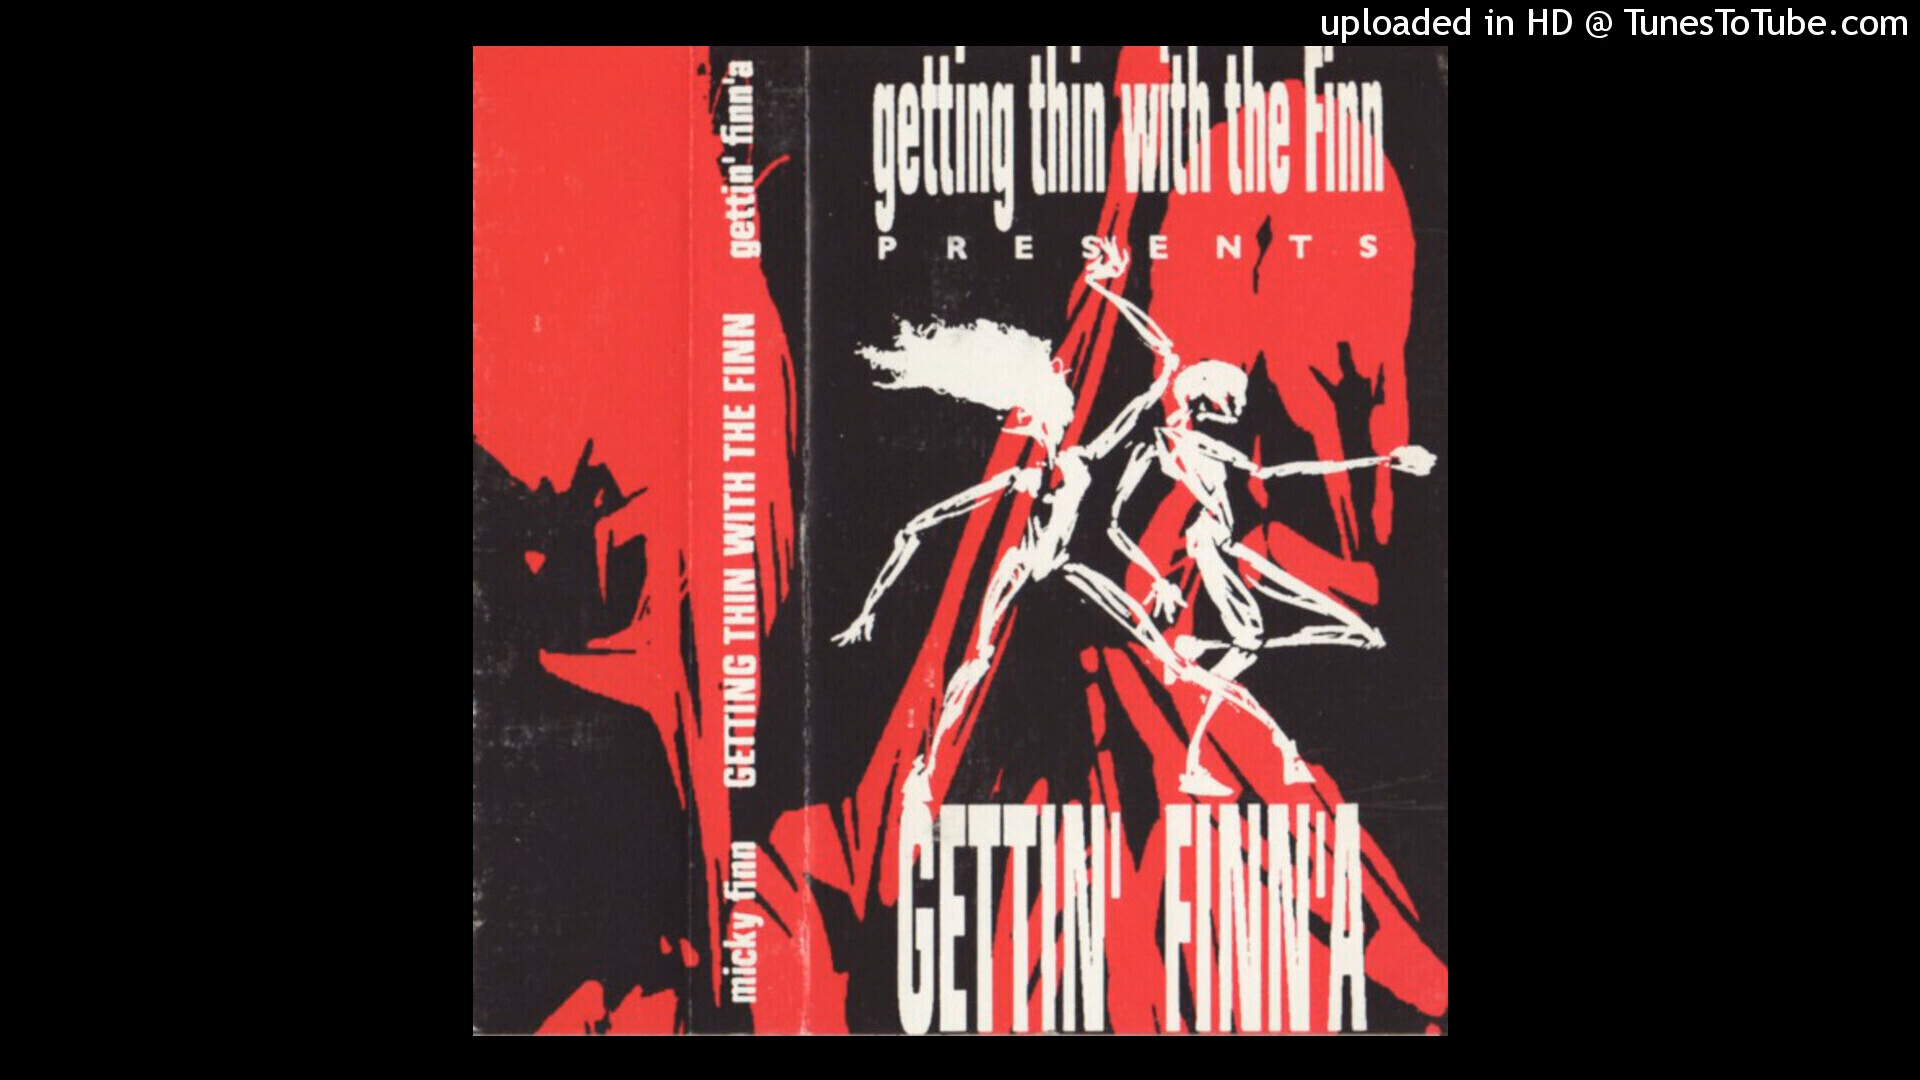 uploaded in HD @ TunesToTube.com
getting thin with the Finn
PRESENTS
GETTIN' FINN'A
micky finn GETTING THIN WITH THE FINN gettin' finn'a